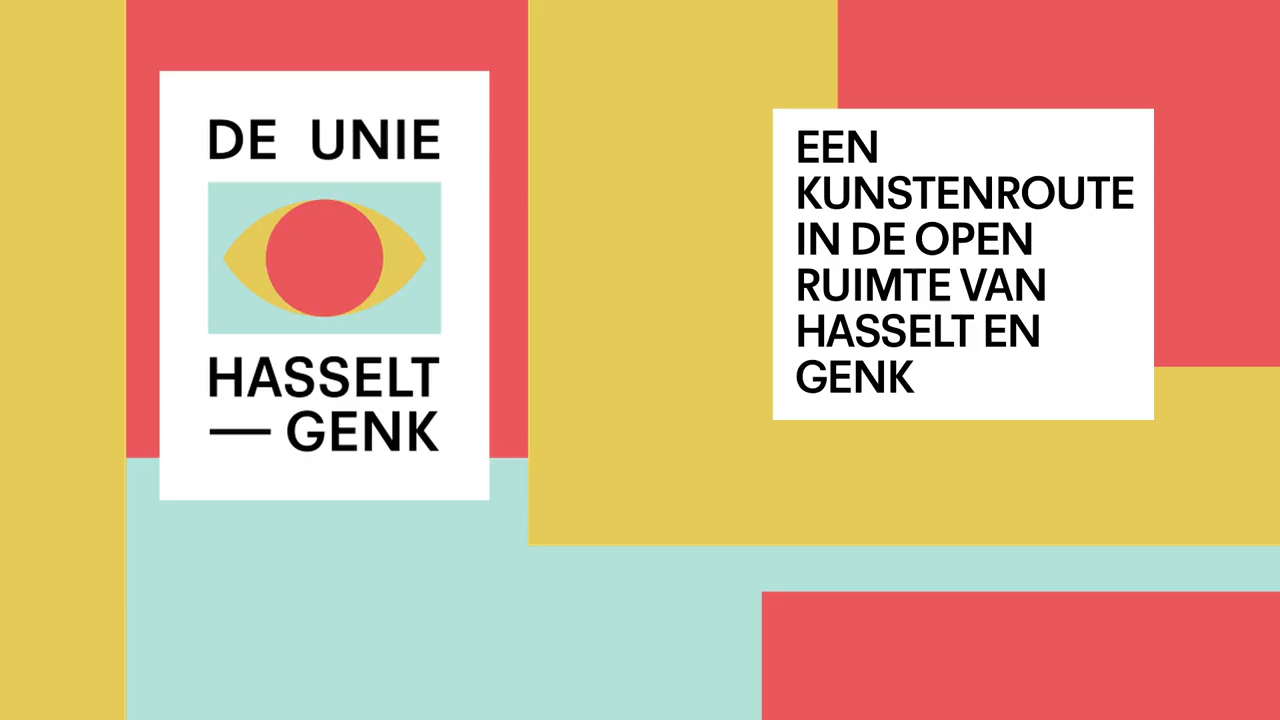 DE UNIE
HASSELT
— GENK
EEN
KUNSTENROUTE
IN DE OPEN
RUIMTE VAN
HASSELT EN
GENK